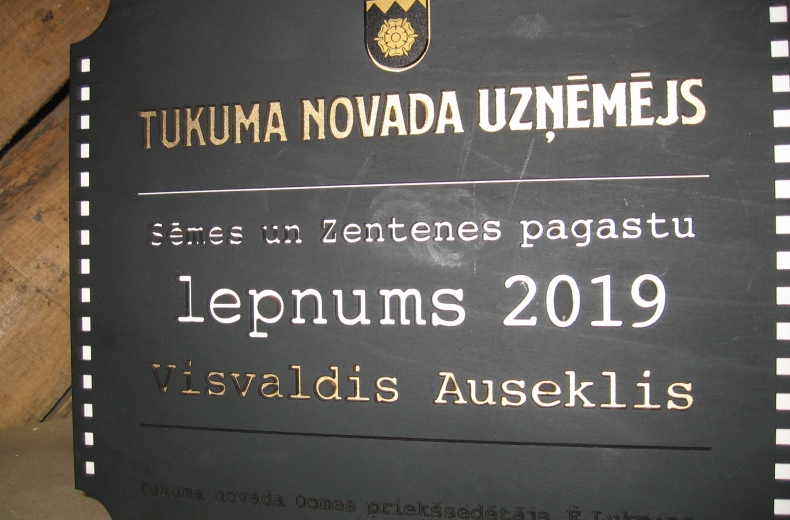 TUKUMA NOVADA UZŅĒMĒJS
Sēmes un Zentenes pagastu
lepnums 2019
Visvaldis Auseklis
Tukuma novada Domes priekšsēdētājs Ē.